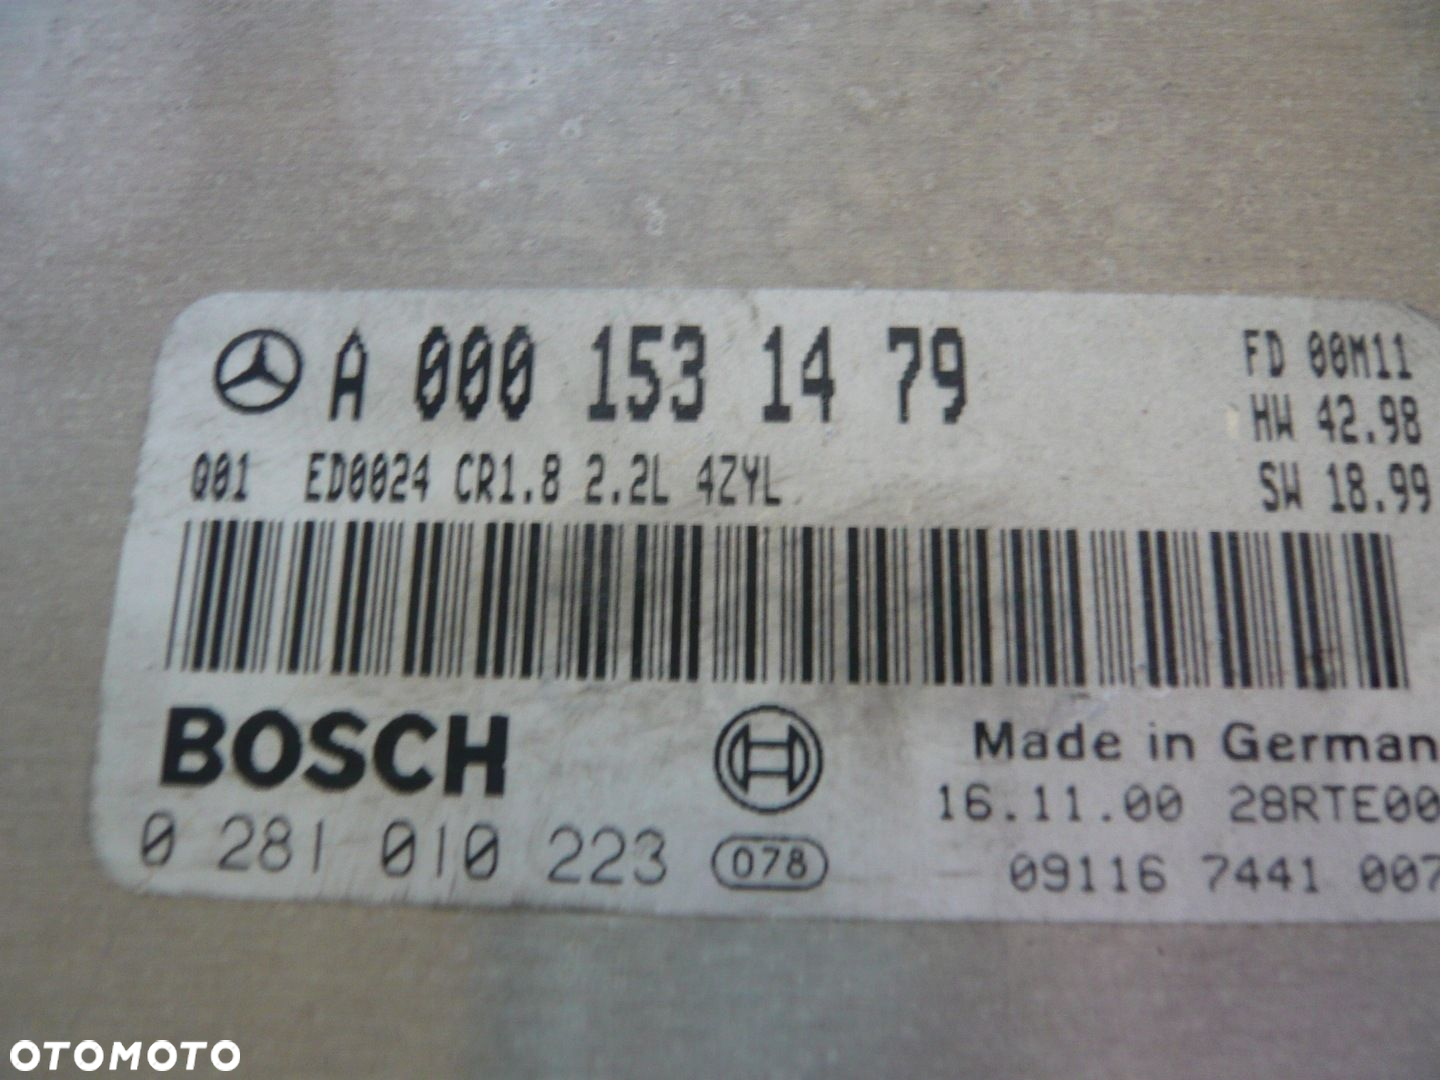 A 000 153 14 79
FD 00M11
HW 42.98
Q01 ED0024 CR1.8 2.2L 4ZYL
SW 18.99
BOSCH
Made in German
16.11.00 28RTE00
0 281 010 223 078
09116 7441 007
OTOMOTO